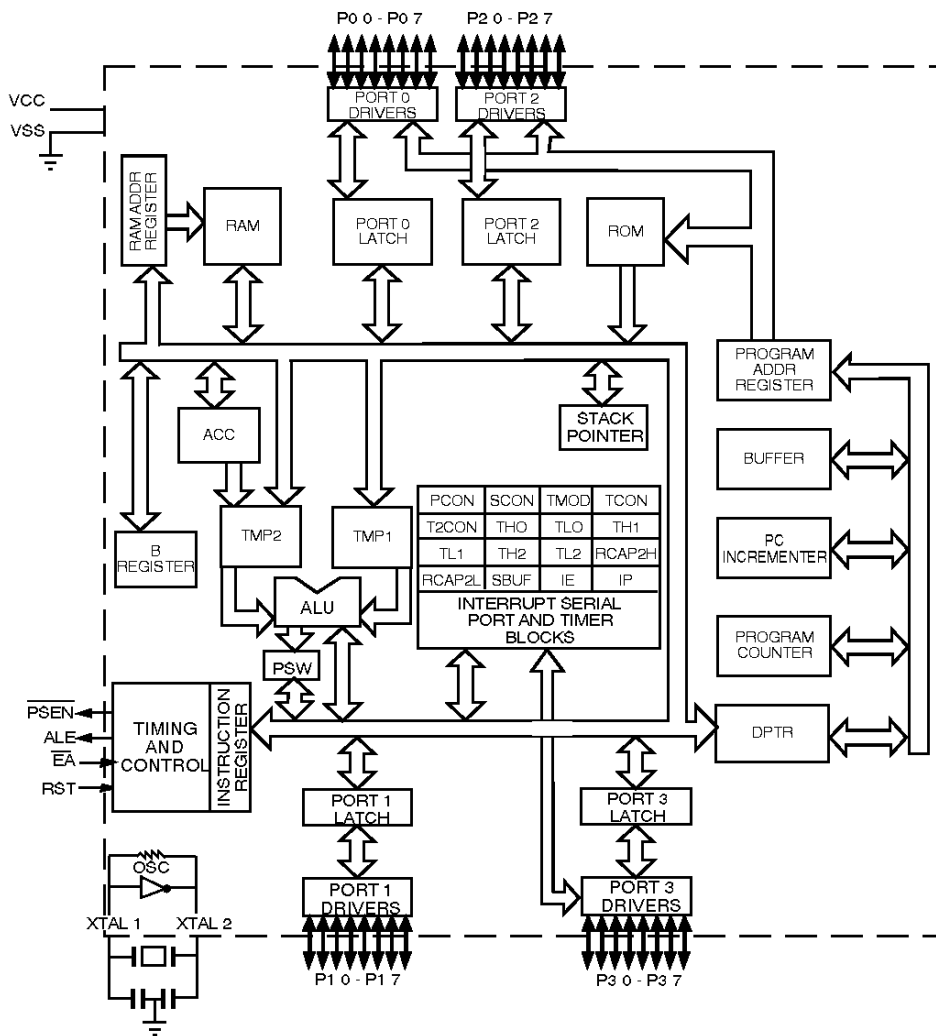 P0 0 - P0 7
P2 0 - P2 7
VCC
VSS
PORT 0
DRIVERS
PORT 2
DRIVERS
RAM ADDR
REGISTER
RAM
PORT 0
LATCH
PORT 2
LATCH
ROM
PROGRAM
ADDR
REGISTER
ACC
STACK
POINTER
BUFFER
B
REGISTER
TMP2
TMP1
ALU
PSW
PCON SCON TMOD TCON
T2CON THO TLO TH1
TL1 TH2 TL2 RCAP2H
RCAP2L SBUF IE IP
INTERRUPT SERIAL
PORT AND TIMER
BLOCKS
PC
INCREMENTER
PROGRAM
COUNTER
DPTR
PSEN
ALE
EA
RST
TIMING
AND
CONTROL
INSTRUCTION
REGISTER
PORT 1
LATCH
PORT 3
LATCH
OSC
XTAL 1
XTAL 2
PORT 1
DRIVERS
PORT 3
DRIVERS
P1 0 - P1 7
P3 0 - P3 7